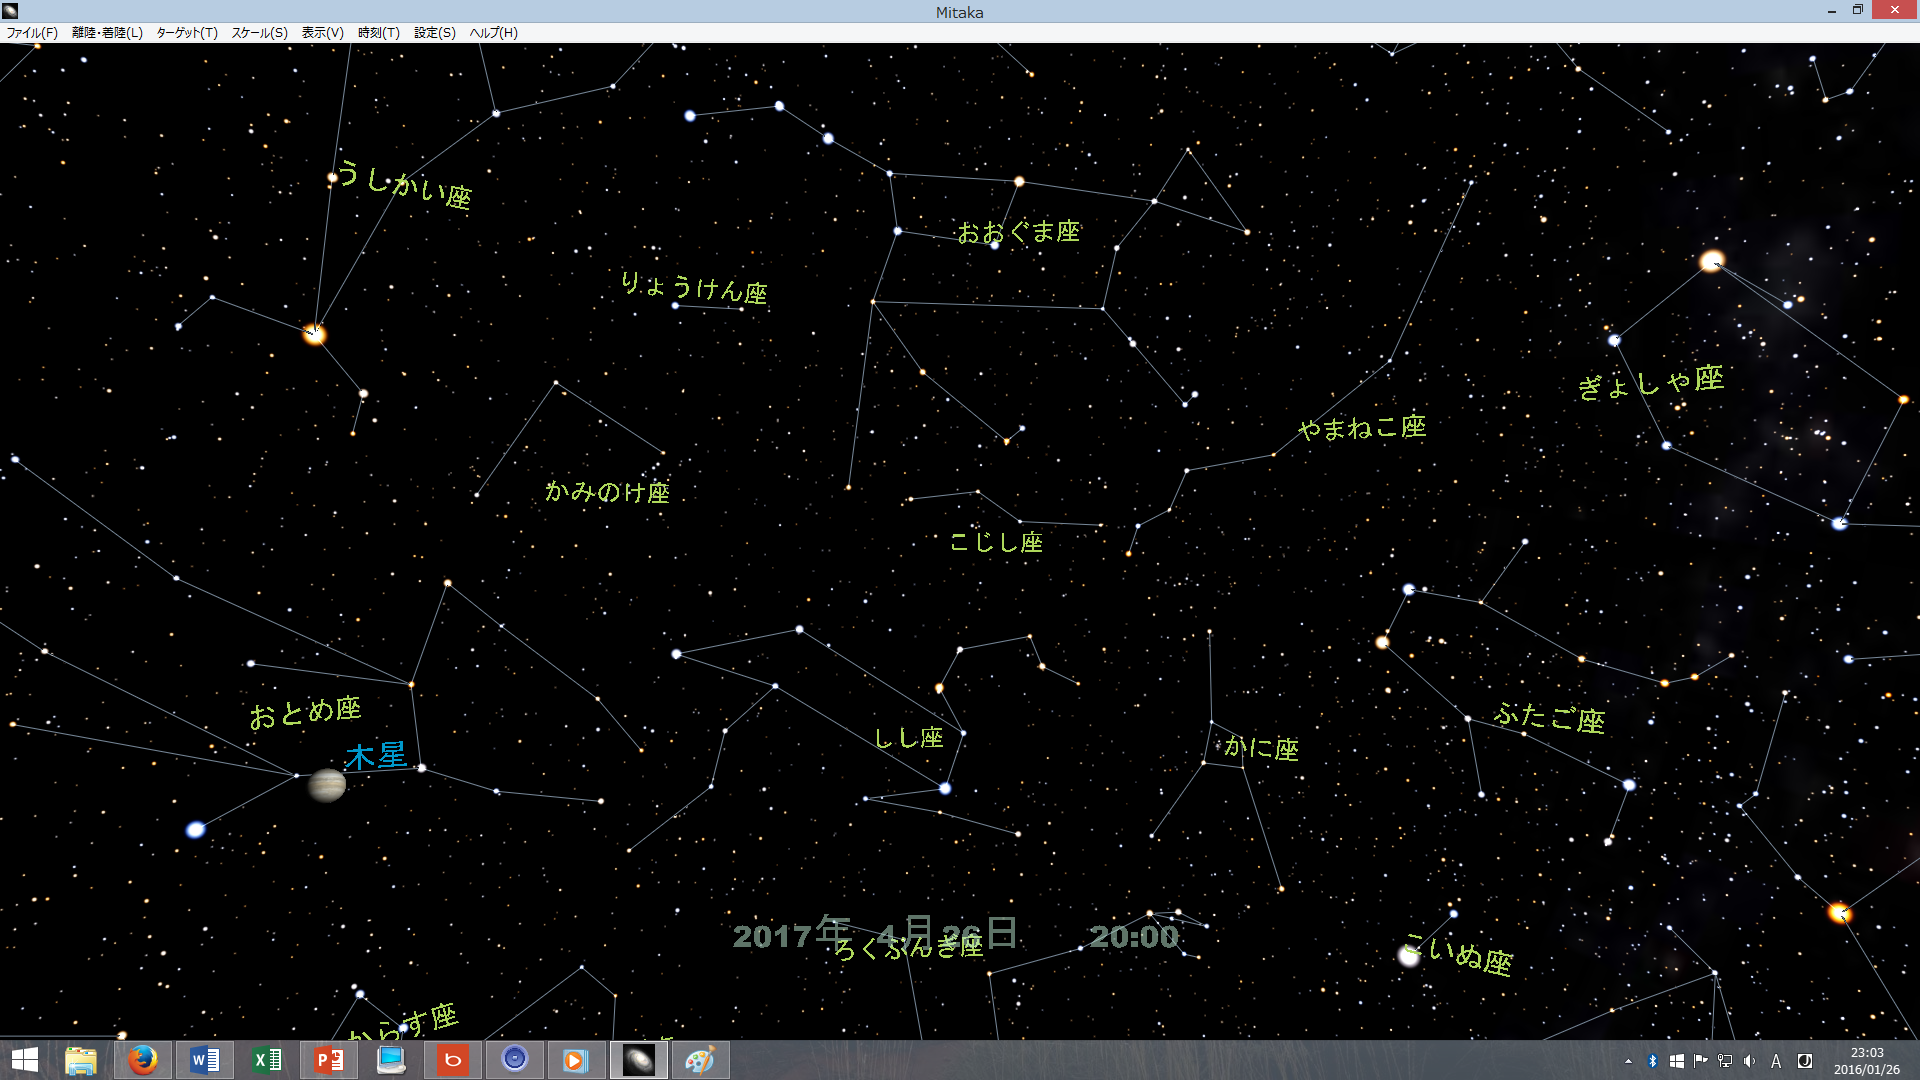 Mitaka
ファイル(F) 離陸・着陸(L) ターゲット(T) スケール(S) 表示(V) 時刻(T) 設定(S) ヘルプ(H)
うしかい座
おおぐま座
りょうけん座
ぎょしゃ座
やまねこ座
かみのけ座
こじし座
おとめ座
ふたご座
しし座
かに座
木星
2017年 4月26日 20:00
ろくぶんぎ座
こいぬ座
からす座
A
23:03
2016/01/26